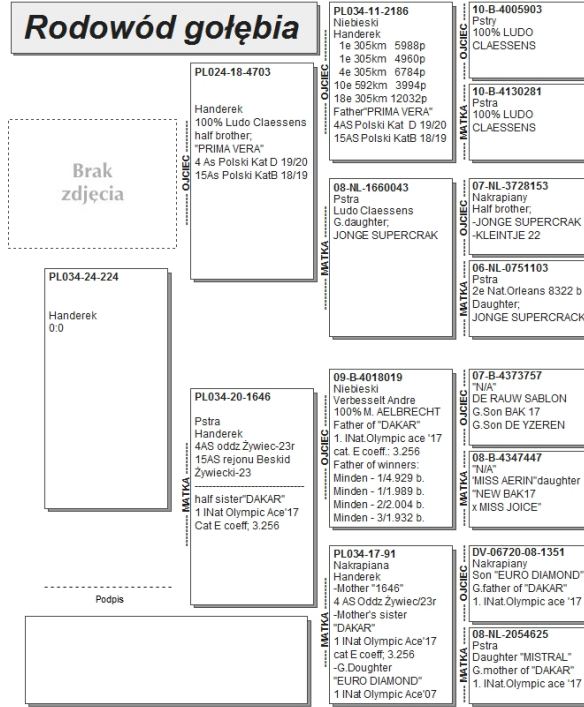 Rodowód gołębia
Brak
zdjęcia
PL034-24-224
Handerek
0:0
Podpis
OJCIEC
PL024-18-4703
Handerek
100% Ludo Claessens
half brother;
"PRIMA VERA"
4 As Polski Kat D 19/20
15As Polski KatB 18/19
MATKA
PL034-20-1646
Pstra
Handerek
4AS oddz Żywiec-23r
15AS rejonu Beskid
Żywiecki-23
half sister"DAKAR"
1 INat Olympic Ace'17
Cat E coeff; 3.256
OJCIEC
PL034-11-2186
Niebieski
Handerek
1e 305km 5988p
1e 305km 4960p
4e 305km 6784p
10e 592km 3994p
18e 305km 12032p
Father"PRIMA VERA"
4AS Polski Kat D 19/20
15AS Polski KatB 18/19
MATKA
08-NL-1660043
Pstra
Ludo Claessens
G.daughter;
JONGE SUPERCRAK
OJCIEC
09-B-4018019
Niebieski
Verbesselt Andre
100% M. AELBRECHT
Father of "DAKAR"
1. INat.Olympic ace '17
cat. E coeff.: 3.256
Father of winners:
Minden - 1/4.929 b.
Minden - 1/1.989 b.
Minden - 2/2.004 b.
Minden - 3/1.932 b.
MATKA
PL034-17-91
Nakrapiana
Handerek
-Mother "1646"
4 AS Oddz Żywiec/23r
-Mother's sister
"DAKAR"
1 INat Olympic Ace'17
cat E coeff; 3.256
-G.Doughter
"EURO DIAMOND"
1 INat Olympic Ace'07
OJCIEC
10-B-4005903
Pstry
100% LUDO
CLAESSENS
MATKA
10-B-4130281
Pstra
100% LUDO
CLAESSENS
OJCIEC
07-NL-3728153
Nakrapiany
Half brother;
-JONGE SUPERCRAK
-KLEINTJE 22
MATKA
06-NL-0751103
Pstra
2e Nat.Orleans 8322 b
Daughter;
JONGE SUPERCRACK
OJCIEC
07-B-4373757
"N/A"
DE RAUW SABLON
G.Son BAK 17
G.Son DE YZEREN
MATKA
08-B-4347447
"N/A"
'MISS AERIN"daughter
"NEW BAK17
x MISS JOICE"
OJCIEC
DV-06720-08-1351
Nakrapiany
Son "EURO DIAMOND"
G.father of "DAKAR"
1. INat.Olympic ace '17
MATKA
08-NL-2054625
Pstra
Daughter "MISTRAL"
G.mother of "DAKAR"
1. INat.Olympic ace '17